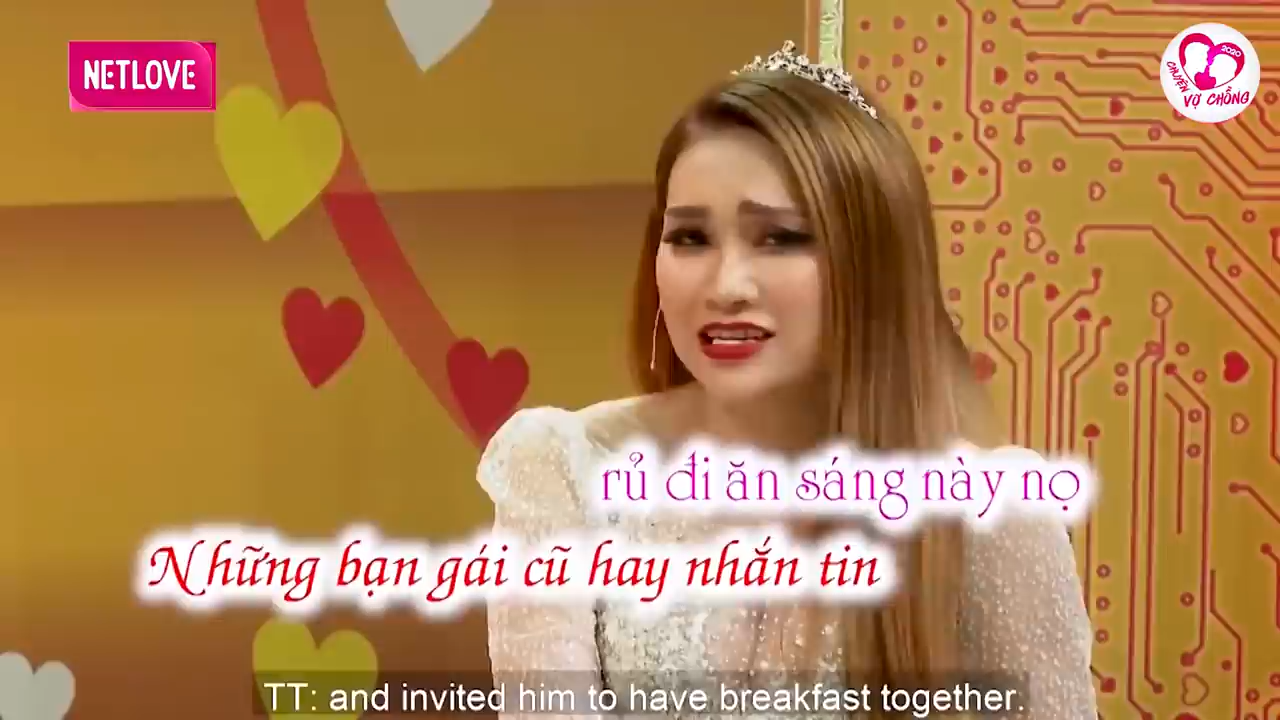 NETLOVE
2020
CHUYỆN
VỢ CHỒNG
rủ đi ăn sáng này nọ
Những bạn gái cũ hay nhắn tin
TT: and invited him to have breakfast together.